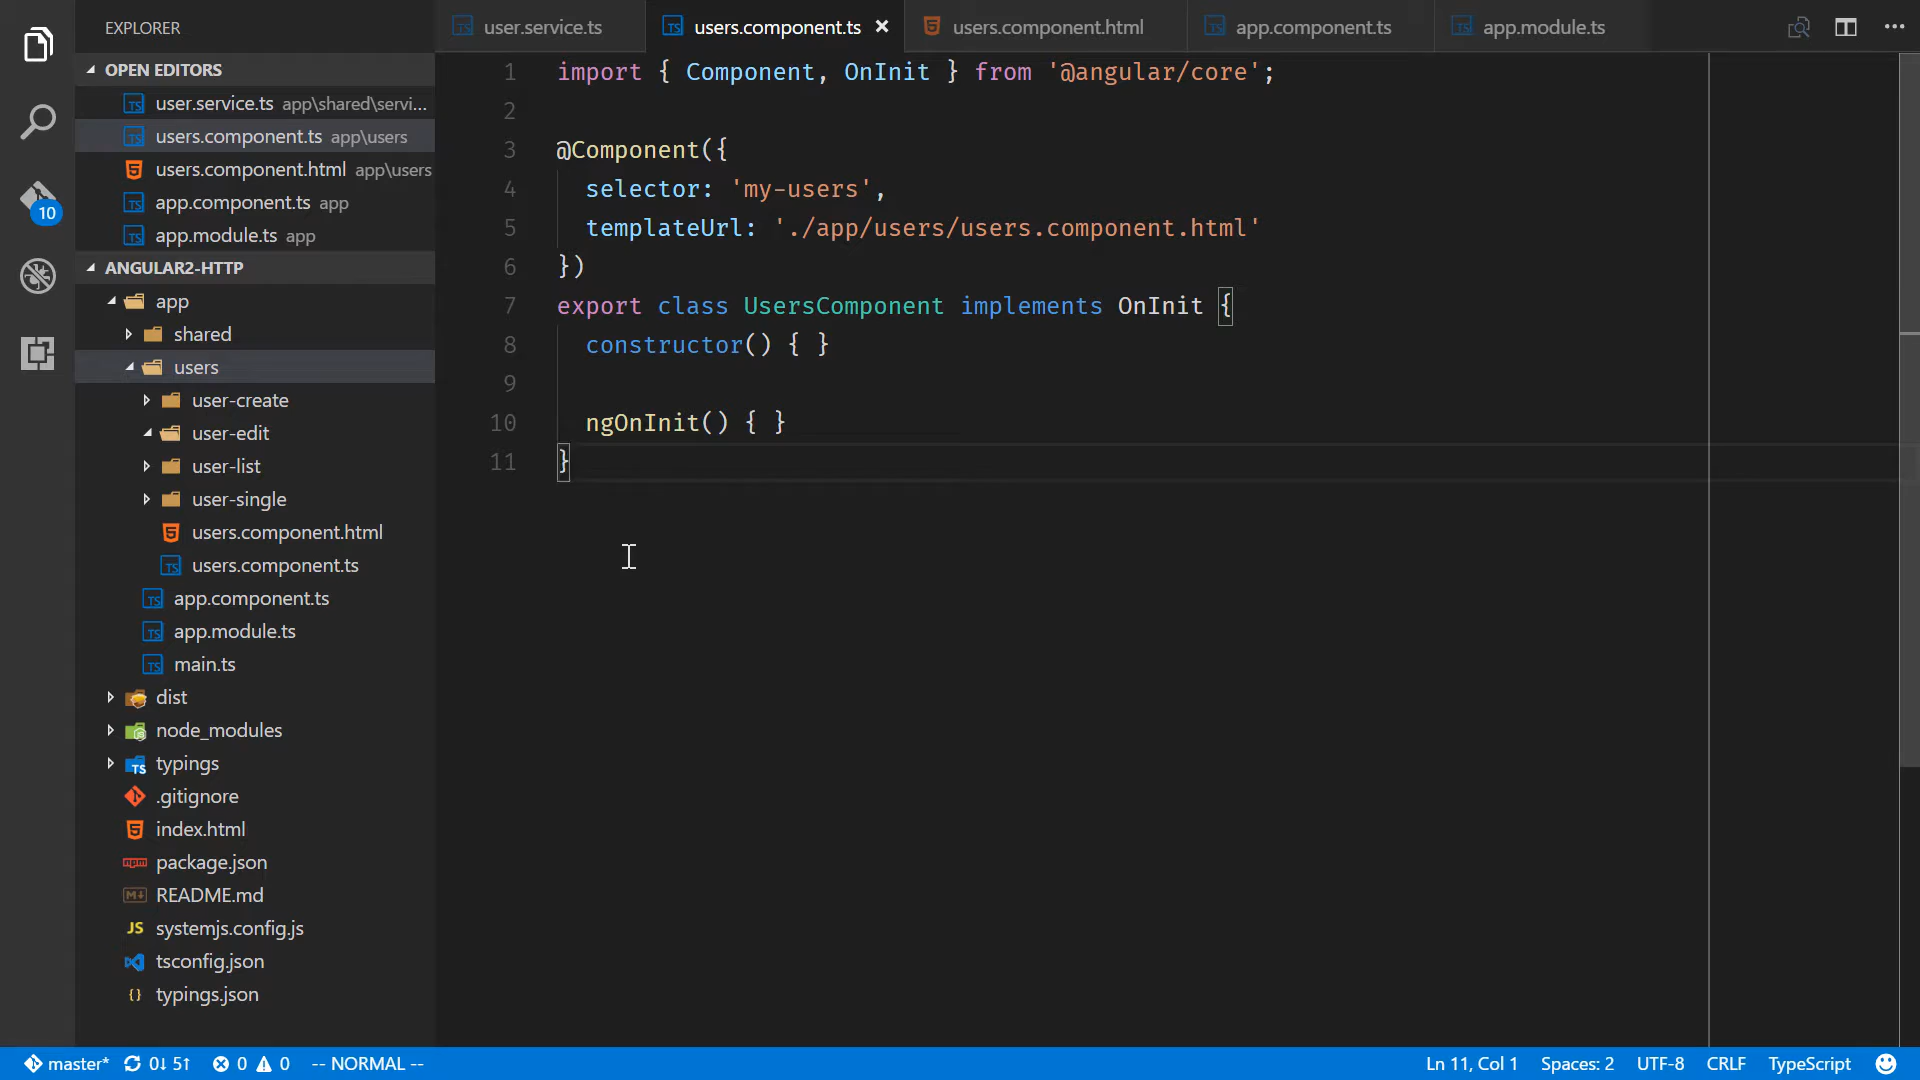 EXPLORER
OPEN EDITORS
user.service.ts app\shared\servi...
users.component.ts app\users
users.component.html app\users
app.component.ts app
app.module.ts app
ANGULAR2-HTTP
app
shared
users
user-create
user-edit
user-list
user-single
users.component.html
users.component.ts
app.component.ts
app.module.ts
main.ts
dist
node_modules
typings
.gitignore
index.html
package.json
README.md
systemjs.config.js
tsconfig.json
typings.json
10
user.service.ts
users.component.ts
users.component.html
app.component.ts
app.module.ts
1 import { Component, OnInit } from '@angular/core';
2
3 @Component({
4 selector: 'my-users',
5 templateUrl: './app/users/users.component.html'
6 })
7 export class UsersComponent implements OnInit {
8 constructor() { }
9
10 ngOnInit() { }
11 }
master* 0↓ 5↑ 0 0 -- NORMAL --
Ln 11, Col 1 Spaces: 2 UTF-8 CRLF TypeScript